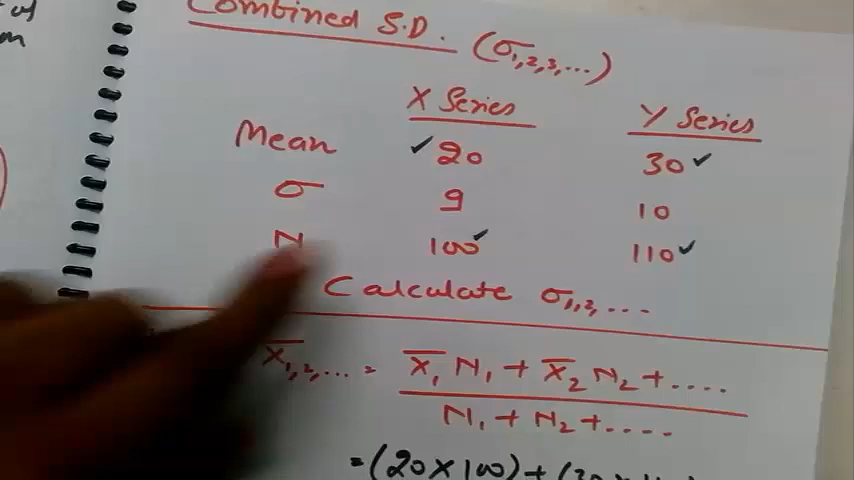 Combined S.D. (σ1,2,3,...)
X Series Y Series
Mean ✓20 30✓
σ 9 10
N 100✓ 110✓
Calculate σ1,2,....
X̄1,2,... = X̄1 N1 + X̄2 N2 + ....
N1 + N2 + ....
= (20 X 100) + (30